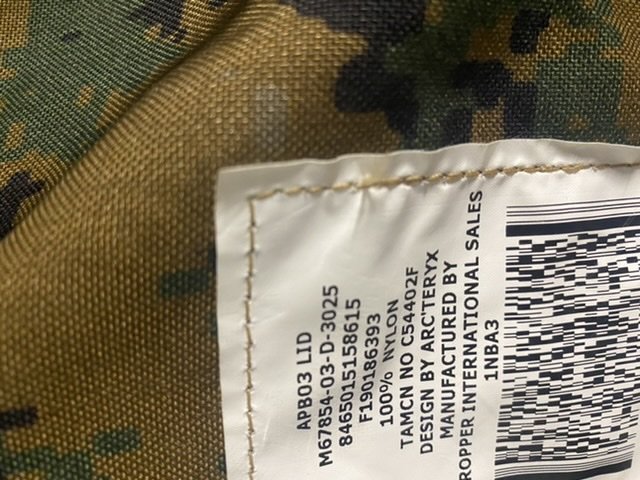 APB03 LID
M67854-03-D-3025
8465015158615
F190186393
100% NYLON
TAMCN NO C54402F
DESIGN BY ARC'TERYX
MANUFACTURED BY
ROPPER INTERNATIONAL SALES
1NBA3